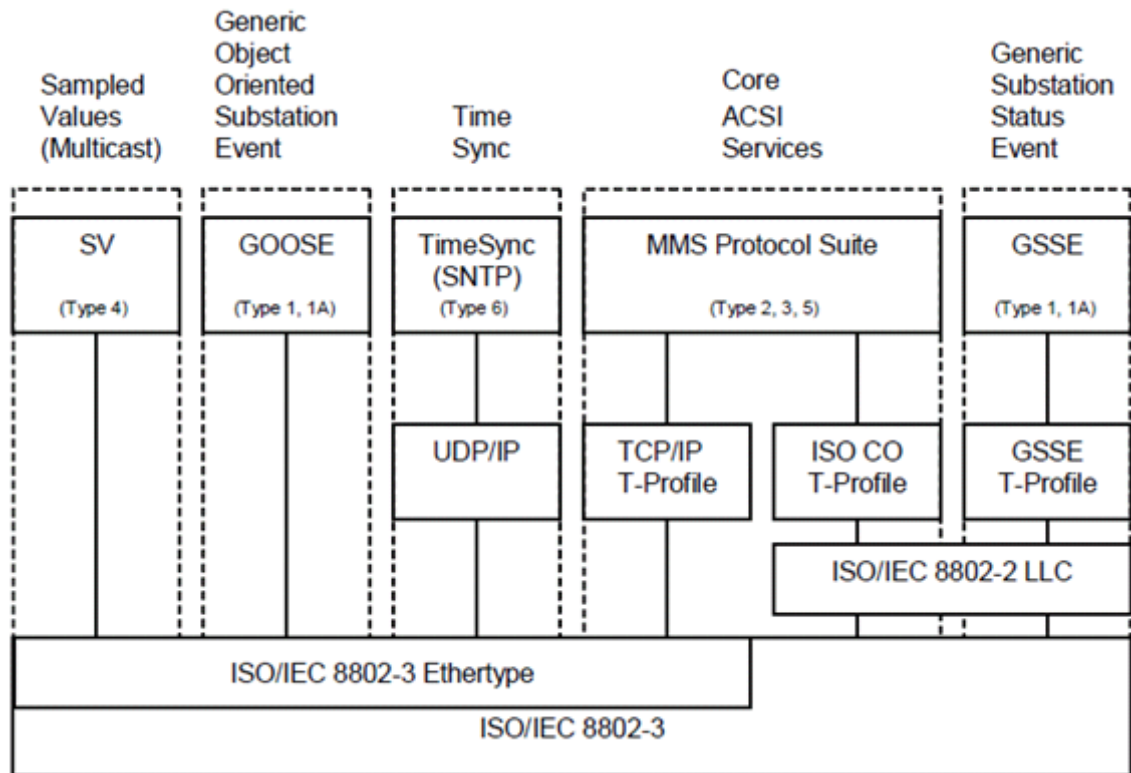 Sampled
Values
(Multicast)
Generic
Object
Oriented
Substation
Event
Time
Sync
Core
ACSI
Services
Generic
Substation
Status
Event
SV
(Type 4)
GOOSE
(Type 1, 1A)
TimeSync
(SNTP)
(Type 6)
MMS Protocol Suite
(Type 2, 3, 5)
GSSE
(Type 1, 1A)
UDP/IP
TCP/IP
T-Profile
ISO CO
T-Profile
GSSE
T-Profile
ISO/IEC 8802-2 LLC
ISO/IEC 8802-3 Ethertype
ISO/IEC 8802-3